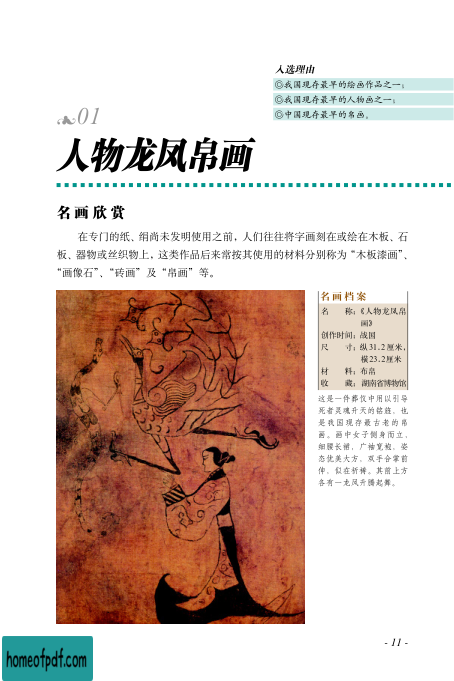 入选理由
◎我国现存最早的绘画作品之一；
◎我国现存最早的人物画之一；
◎中国现存最早的帛画。
01
人物龙凤帛画
名画欣赏
在专门的纸、绢尚未发明使用之前，人们往往将字画刻在或绘在木板、石
板、器物或丝织物上，这类作品后来常按其使用的材料分别称为“木板漆画”、
“画像石”、“砖画”及“帛画”等。
名画档案
名　　称：《人物龙凤帛
画》
创作时间：战国
尺　　寸：纵31.2厘米，
横23.2厘米
材　　料：布帛
收　　藏：湖南省博物馆
这是一件葬仪中用以引导
死者灵魂升天的铭旌，也
是我国现存最古老的帛
画。画中女子侧身而立，
细腰长裙，广袖宽袍，姿
态优美大方，双手合掌前
伸，似在祈祷。其前上方
各有一龙凤升腾起舞。
- 11 -
homeofpdf.com